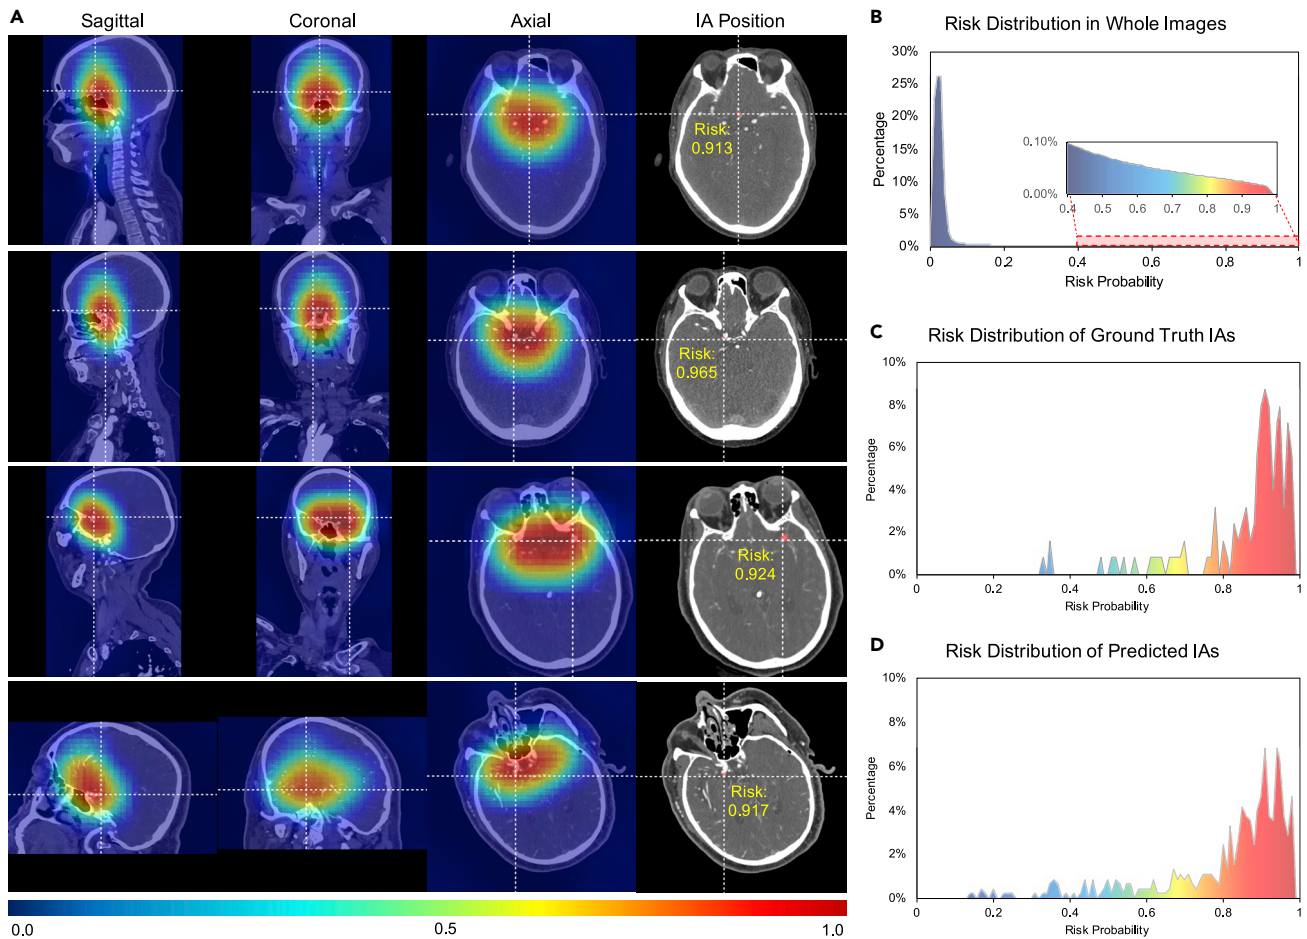 A
Sagittal
Coronal
Axial
IA Position
Risk:
0.913
Risk:
0.965
Risk:
0.924
Risk:
0.917
0.0
0.5
1.0
B
Risk Distribution in Whole Images
30%
25%
20%
15%
10%
5%
0%
Percentage
0.10%
0.00%
0.4
0.5
0.6
0.7
0.8
0.9
1
0
0.2
0.4
0.6
0.8
1
Risk Probability
C
Risk Distribution of Ground Truth IAs
10%
8%
6%
4%
2%
0%
Percentage
0
0.2
0.4
0.6
0.8
1
Risk Probability
D
Risk Distribution of Predicted IAs
10%
8%
6%
4%
2%
0%
Percentage
0
0.2
0.4
0.6
0.8
1
Risk Probability